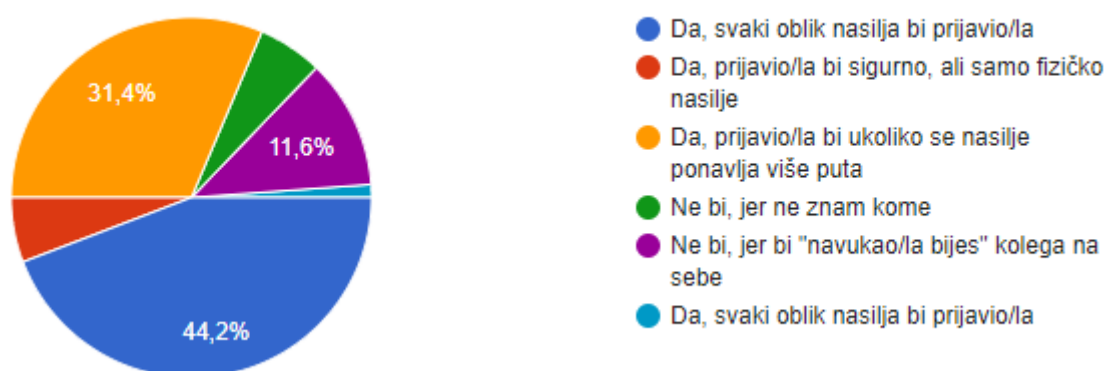 31,4%
11,6%
44,2%
Da, svaki oblik nasilja bi prijavio/la
Da, prijavio/la bi sigurno, ali samo fizičko
nasilje
Da, prijavio/la bi ukoliko se nasilje
ponavlja više puta
Ne bi, jer ne znam kome
Ne bi, jer bi "navukao/la bijes" kolega na
sebe
Da, svaki oblik nasilja bi prijavio/la